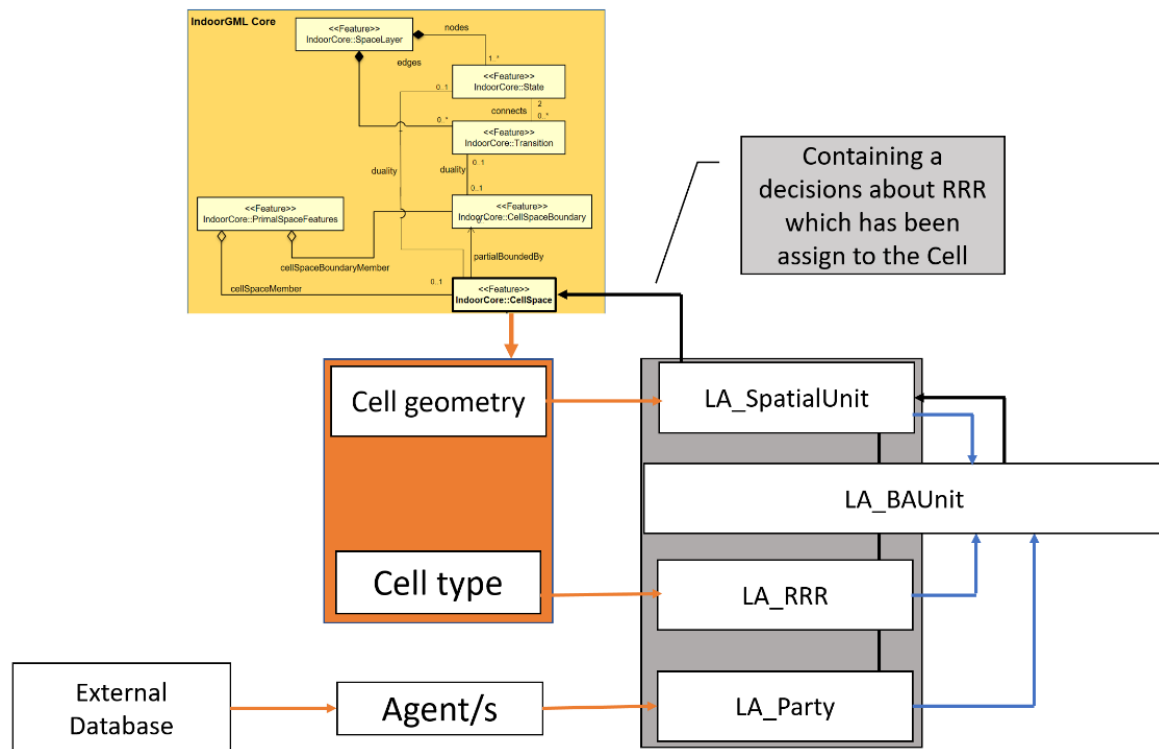 IndoorGML Core
<<Feature>>
IndoorCore::SpaceLayer
nodes
edges
1..*
<<Feature>>
IndoorCore::State
0..1
2
connects
0..*
0..*
<<Feature>>
IndoorCore::Transition
0..1
duality
duality
0..1
<<Feature>>
IndoorCore::PrimalSpaceFeatures
<<Feature>>
IndoorCore::CellSpaceBoundary
partialBoundedBy
cellSpaceBoundaryMember
cellSpaceMember
0..1
<<Feature>>
IndoorCore::CellSpace
Containing a
decisions about RRR
which has been
assign to the Cell
Cell geometry
LA_SpatialUnit
LA_BAUnit
Cell type
LA_RRR
External
Database
Agent/s
LA_Party